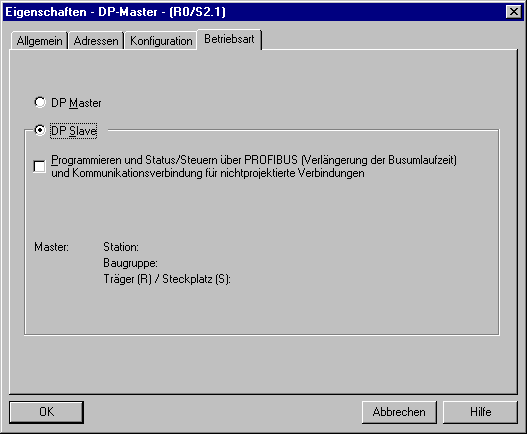 Eigenschaften - DP-Master - (R0/S2.1)
Allgemein Adressen Konfiguration Betriebsart
DP Master
DP Slave
Programmieren und Status/Steuern über PROFIBUS (Verlängerung der Busumlaufzeit)
und Kommunikationsverbindung für nichtprojektierte Verbindungen
Master: Station:
Baugruppe:
Träger (R) / Steckplatz (S):
OK Abbrechen Hilfe